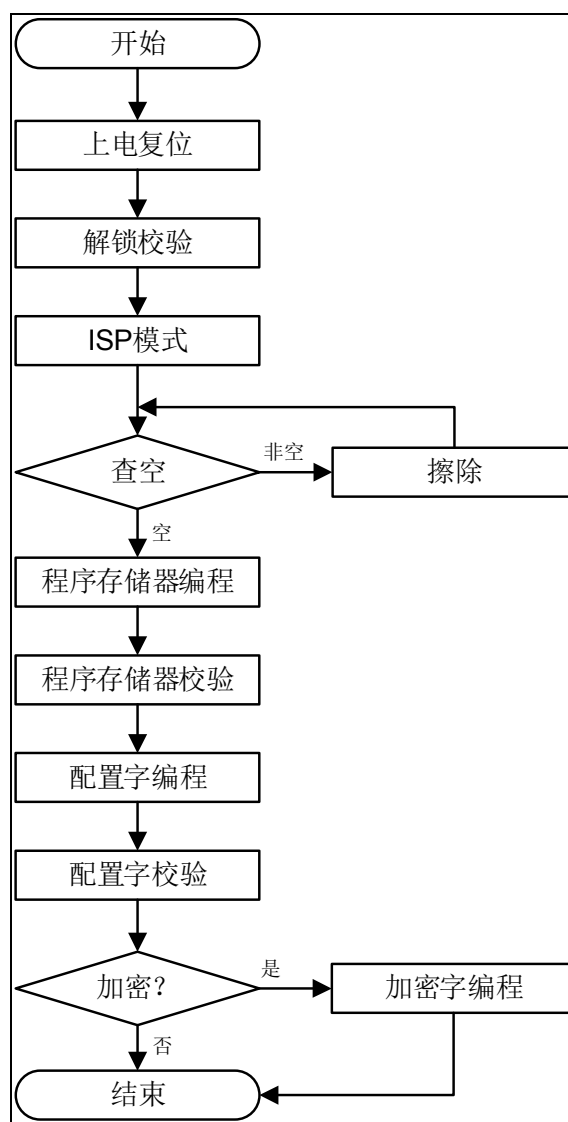 开始
上电复位
解锁校验
ISP模式
查空
非空
擦除
空
程序存储器编程
程序存储器校验
配置字编程
配置字校验
加密?
是
加密字编程
否
结束